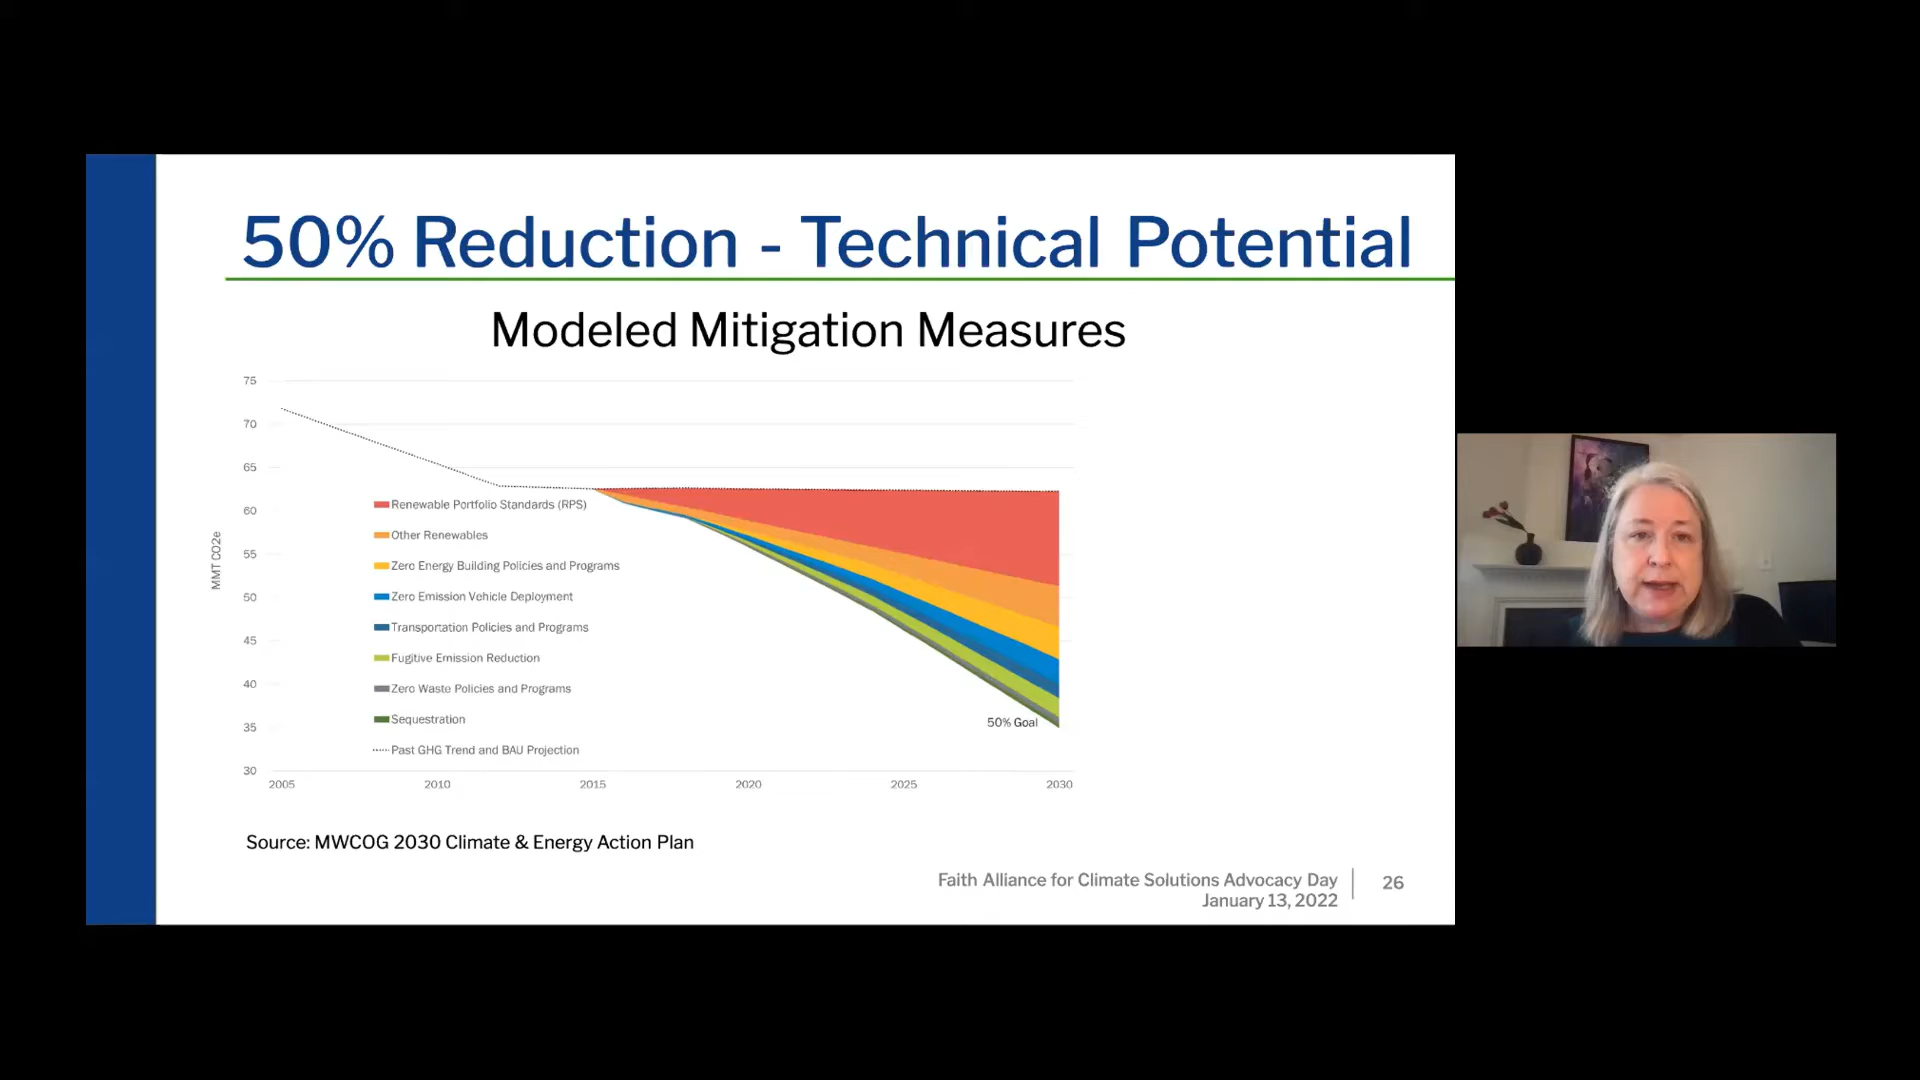 50% Reduction - Technical Potential
Modeled Mitigation Measures
75
70
65
60
55
50
45
40
35
30
MMT CO2e
Renewable Portfolio Standards (RPS)
Other Renewables
Zero Energy Building Policies and Programs
Zero Emission Vehicle Deployment
Transportation Policies and Programs
Fugitive Emission Reduction
Zero Waste Policies and Programs
Sequestration
Past GHG Trend and BAU Projection
50% Goal
2005 2010 2015 2020 2025 2030
Source: MWCOG 2030 Climate & Energy Action Plan
Faith Alliance for Climate Solutions Advocacy Day
January 13, 2022
26